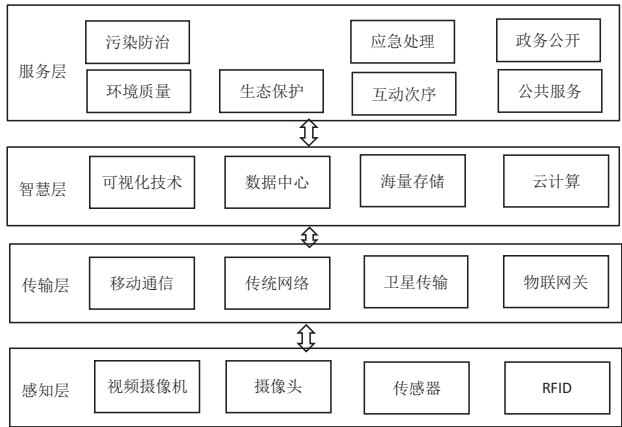 污染防治
应急处理
政务公开
服务层
环境质量
生态保护
互动次序
公共服务
智慧层
可视化技术
数据中心
海量存储
云计算
传输层
移动通信
传统网络
卫星传输
物联网关
感知层
视频摄像机
摄像头
传感器
RFID